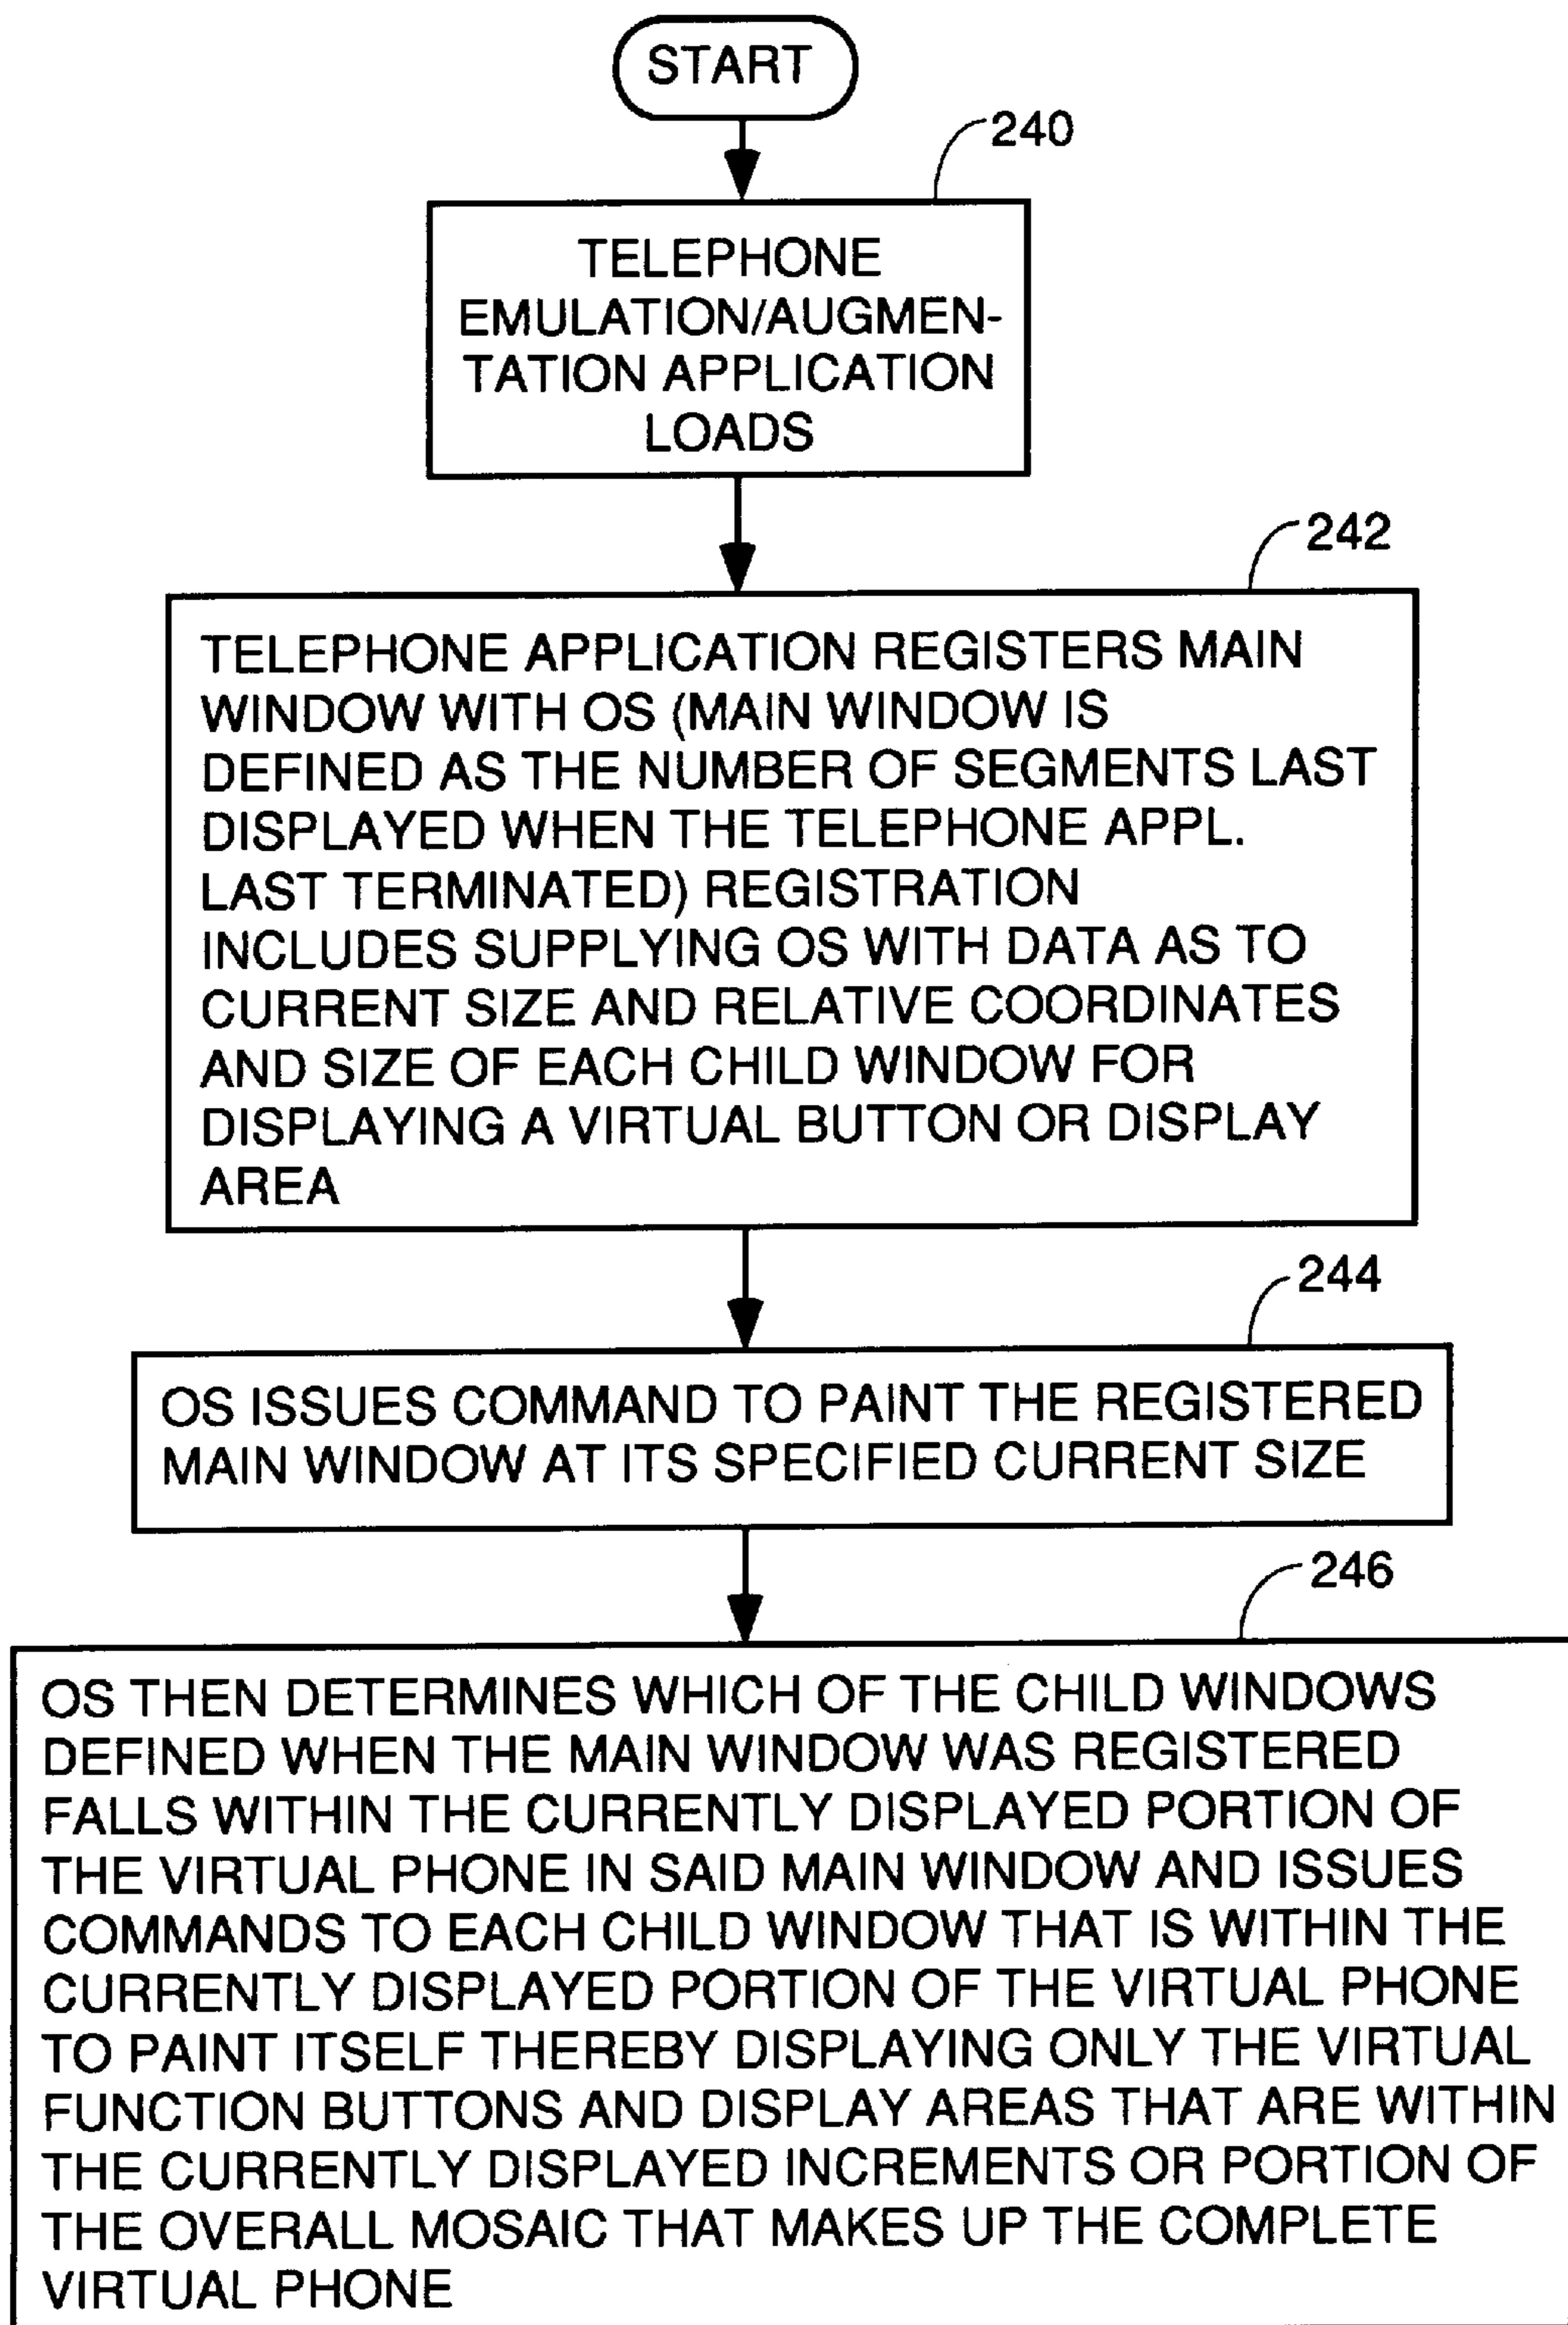 START
240
TELEPHONE
EMULATION/AUGMEN-
TATION APPLICATION
LOADS
242
TELEPHONE APPLICATION REGISTERS MAIN
WINDOW WITH OS (MAIN WINDOW IS
DEFINED AS THE NUMBER OF SEGMENTS LAST
DISPLAYED WHEN THE TELEPHONE APPL.
LAST TERMINATED) REGISTRATION
INCLUDES SUPPLYING OS WITH DATA AS TO
CURRENT SIZE AND RELATIVE COORDINATES
AND SIZE OF EACH CHILD WINDOW FOR
DISPLAYING A VIRTUAL BUTTON OR DISPLAY
AREA
244
OS ISSUES COMMAND TO PAINT THE REGISTERED
MAIN WINDOW AT ITS SPECIFIED CURRENT SIZE
246
OS THEN DETERMINES WHICH OF THE CHILD WINDOWS
DEFINED WHEN THE MAIN WINDOW WAS REGISTERED
FALLS WITHIN THE CURRENTLY DISPLAYED PORTION OF
THE VIRTUAL PHONE IN SAID MAIN WINDOW AND ISSUES
COMMANDS TO EACH CHILD WINDOW THAT IS WITHIN THE
CURRENTLY DISPLAYED PORTION OF THE VIRTUAL PHONE
TO PAINT ITSELF THEREBY DISPLAYING ONLY THE VIRTUAL
FUNCTION BUTTONS AND DISPLAY AREAS THAT ARE WITHIN
THE CURRENTLY DISPLAYED INCREMENTS OR PORTION OF
THE OVERALL MOSAIC THAT MAKES UP THE COMPLETE
VIRTUAL PHONE